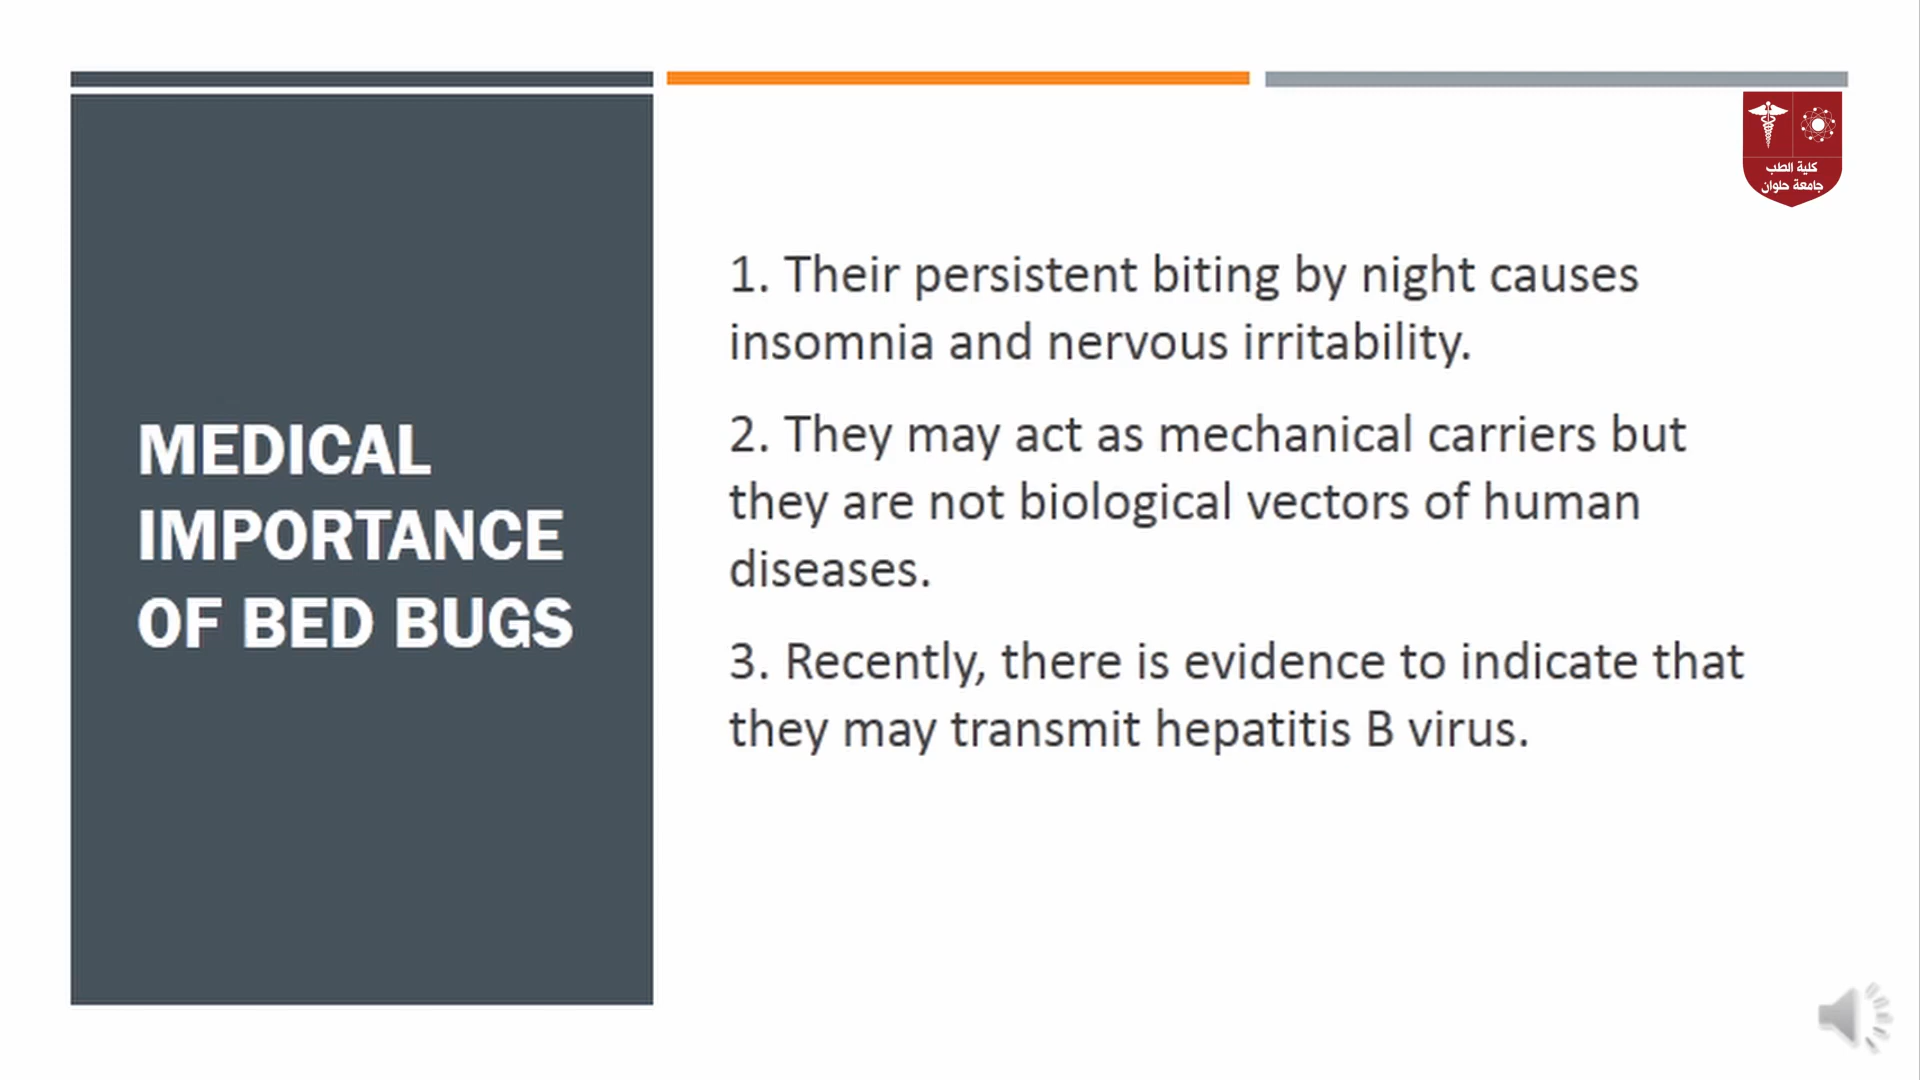 كلية الطب
جامعة حلوان
MEDICAL
IMPORTANCE
OF BED BUGS
1. Their persistent biting by night causes
insomnia and nervous irritability.
2. They may act as mechanical carriers but
they are not biological vectors of human
diseases.
3. Recently, there is evidence to indicate that
they may transmit hepatitis B virus.